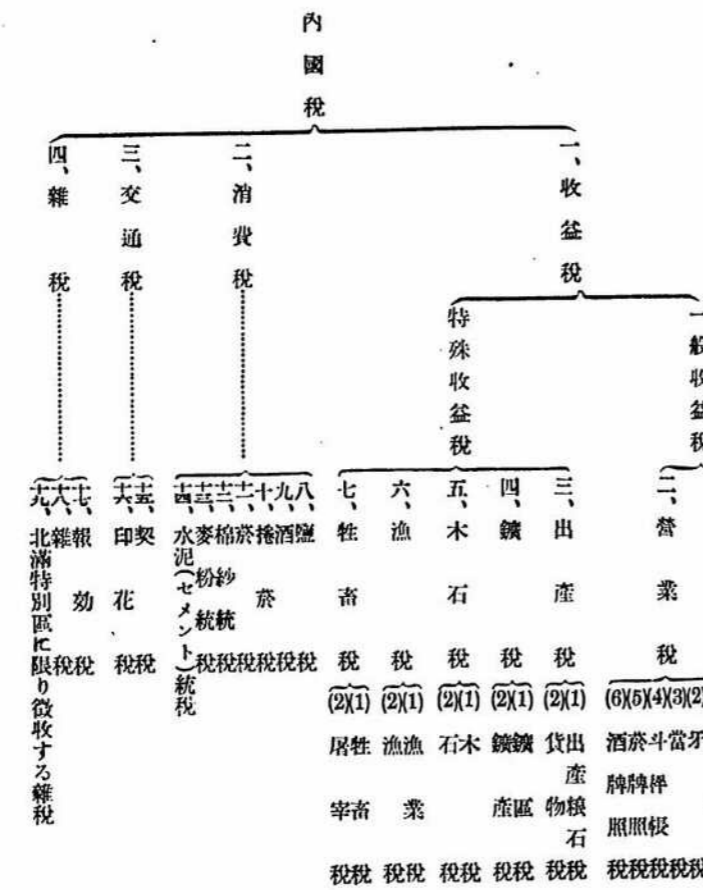 內國稅
一、收益稅
一般收益稅
二、營業稅
(2)牙
(3)當稅
(4)斗秤帳稅
(5)菸牌照稅
(6)酒牌照稅
特殊收益稅
三、出產稅
(1)出產糧石稅
(2)貨物稅
四、鑛稅
(1)鑛區稅
(2)鑛產稅
五、木石稅
(1)木稅
(2)石稅
六、漁稅
(1)漁業稅
(2)漁稅
七、牲畜稅
(1)牲畜稅
(2)屠宰稅
二、消費稅
八、鹽稅
九、酒稅
十、捲菸稅
十一、菸稅
十二、棉紗統稅
十三、麥粉統稅
十四、水泥(セメント)統稅
三、交通稅
十五、契稅
十六、印花稅
四、雜稅
十七、報効稅
十八、雜稅
十九、北滿特別區に限り徵收する雜稅